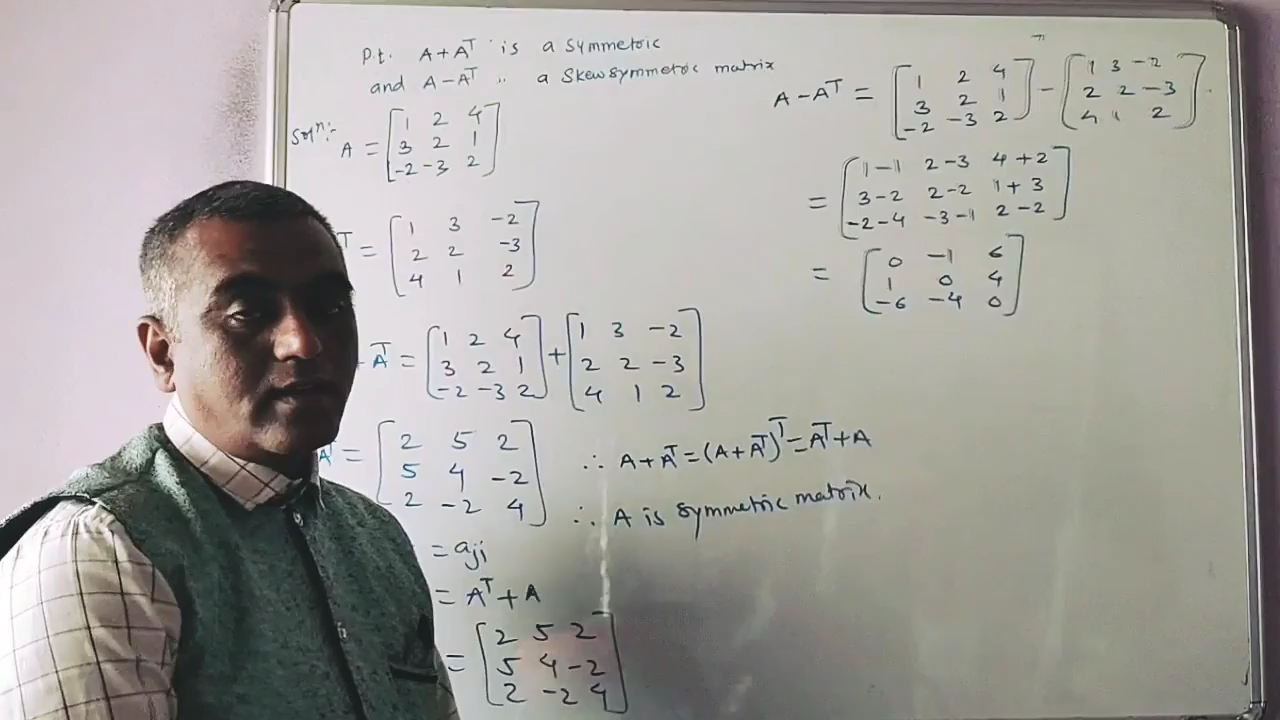 P.t. A+Aᵀ is a symmetric
and A-Aᵀ ,, a Skewsymmetric matrix
Solⁿ:-
A = [1 2 4
3 2 1
-2 -3 2]
T = [1 3 -2
2 2 -3
4 1 2]
Aᵀ = [1 2 4
3 2 1
-2 -3 2] + [1 3 -2
2 2 -3
4 1 2]
Aᵀ = [2 5 2
5 4 -2
2 -2 4]
∴ A+Aᵀ=(A+Aᵀ)ᵀ=Aᵀ+A
∴ A is symmetric matrix.
= aji
= Aᵀ+A
= [2 5 2
5 4 -2
2 -2 4]
A-Aᵀ = [1 2 4
3 2 1
-2 -3 2] - [1 3 -2
2 2 -3
4 1 2]
= [1-1 2-3 4+2
3-2 2-2 1+3
-2-4 -3-1 2-2]
= [0 -1 6
1 0 4
-6 -4 0]